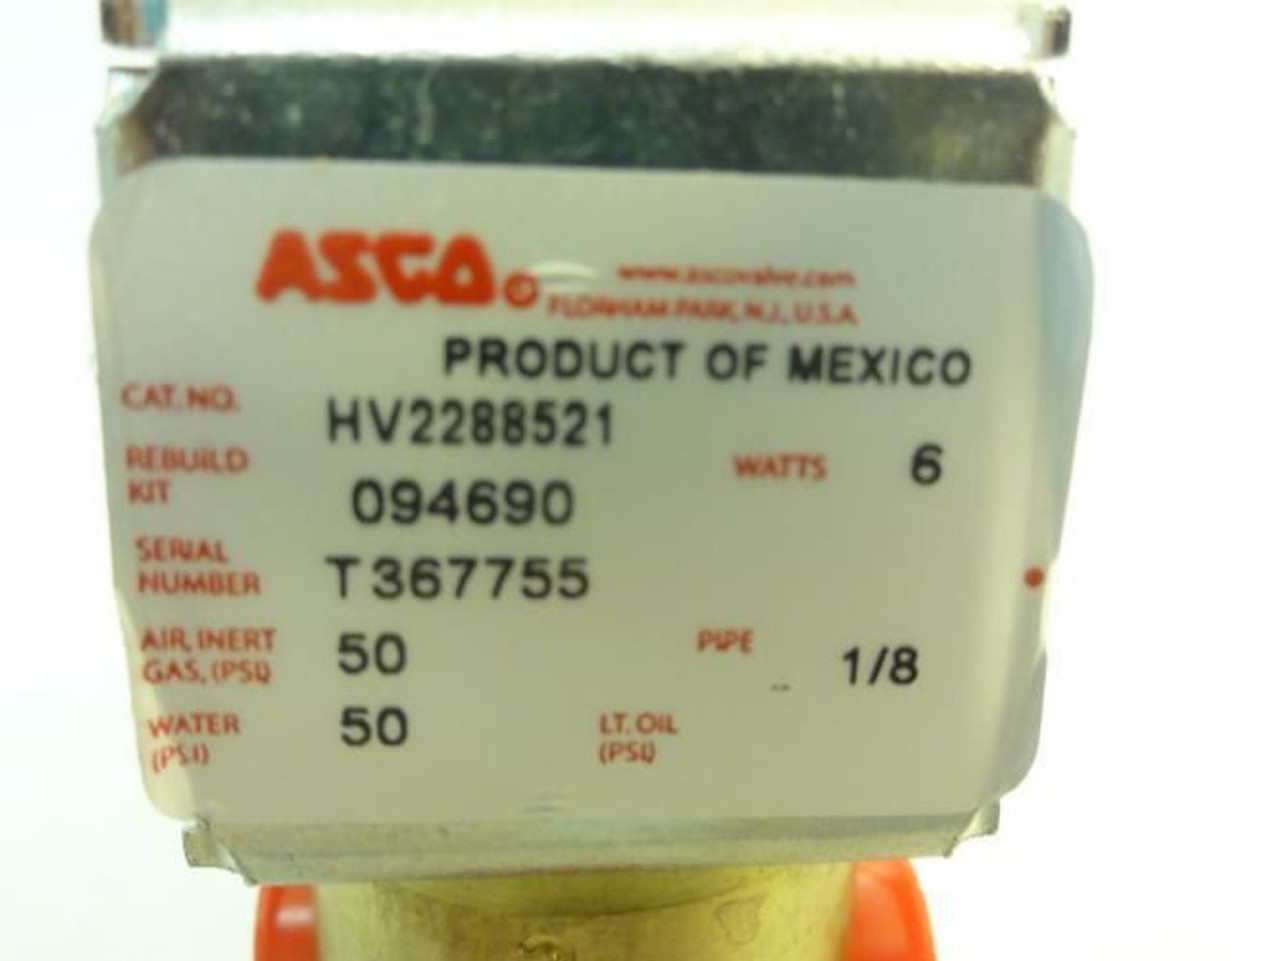 ASCO ©
www.ascovalve.com
FLORHAM PARK, N.J., U.S.A.
PRODUCT OF MEXICO
CAT. NO. HV2288521
REBUILD KIT 094690 WATTS 6
SERIAL NUMBER T367755
AIR, INERT GAS, (PSI) 50 PIPE 1/8
WATER (PSI) 50 LT. OIL (PSI)